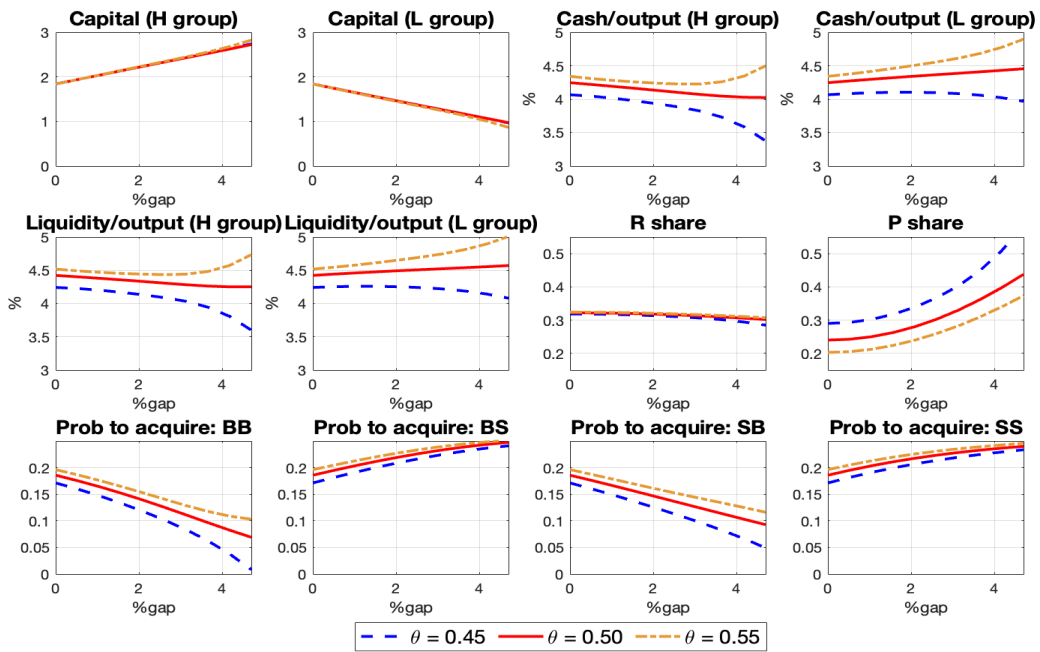 Capital (H group) Capital (L group) Cash/output (H group) Cash/output (L group)
3 3 5 5
2 2 4.5 4.5
% 4 % 4
1 1 3.5 3.5
0 0 3 3
0 2 4 0 2 4 0 2 4 0 2 4
%gap %gap %gap %gap
Liquidity/output (H group) Liquidity/output (L group) R share P share
5 5 0.5 0.5
4.5 4.5 0.4 0.4
% 4 % 4 0.3 0.3
3.5 3.5 0.2 0.2
3 3
0 2 4 0 2 4 0 2 4 0 2 4
%gap %gap %gap %gap
Prob to acquire: BB Prob to acquire: BS Prob to acquire: SB Prob to acquire: SS
0.2 0.2 0.2 0.2
0.15 0.15 0.15 0.15
0.1 0.1 0.1 0.1
0.05 0.05 0.05 0.05
0 0 0 0
0 2 4 0 2 4 0 2 4 0 2 4
%gap %gap %gap %gap
θ = 0.45 θ = 0.50 θ = 0.55